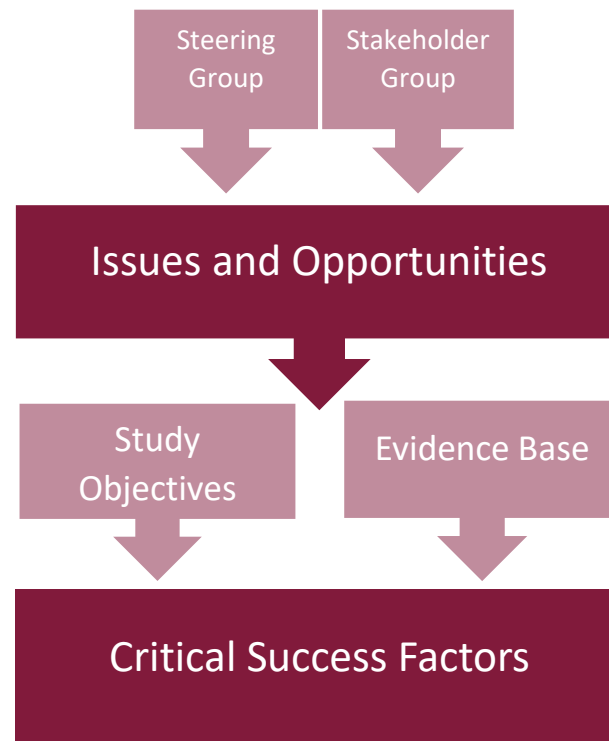 Steering
Group
Stakeholder
Group
Issues and Opportunities
Study
Objectives
Evidence Base
Critical Success Factors